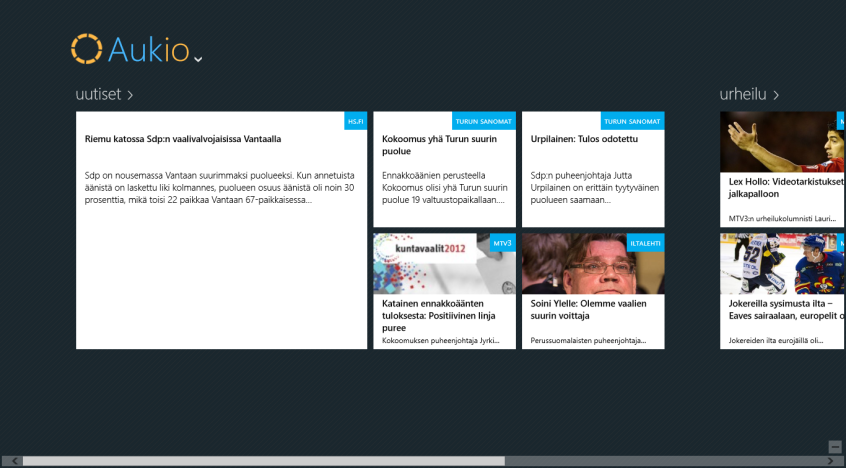 Aukio
uutiset
HS.FI
Riemu katossa Sdp:n vaalivalvojaisissa Vantaalla
Sdp on nousemassa Vantaan suurimmaksi puolueeksi. Kun annetuista
äänistä on laskettu liki kolmannes, puolueen osuus äänistä oli noin 30
prosenttia, mikä toisi 22 paikkaa Vantaan 67-paikkaisessa...
TURUN SANOMAT
Kokoomus yhä Turun suurin
puolue
Ennakkoäänien perusteella
Kokoomus olisi yhä Turun suurin
puolue 19 valtuustopaikallaan....
TURUN SANOMAT
Urpilainen: Tulos odotettu
Sdp:n puheenjohtaja Jutta
Urpilainen on erittäin tyytyväinen
puolueen saamaan...
kuntavaalit2012
MTV3
Katainen ennakkoäänten
tuloksesta: Positiivinen linja
puree
Kokoomuksen puheenjohtaja Jyrki...
ILTALEHTI
Soini Ylelle: Olemme vaalien
suurin voittaja
Perussuomalaisten puheenjohtaja...
urheilu
M
Lex Hollo: Videotarkistukset
jalkapalloon
MTV3:n urheilukolumnisti Lauri...
M
52
Jokereilla sysimusta ilta –
Eaves sairaalaan, europelit o
Jokereiden ilta eurojäillä oli...